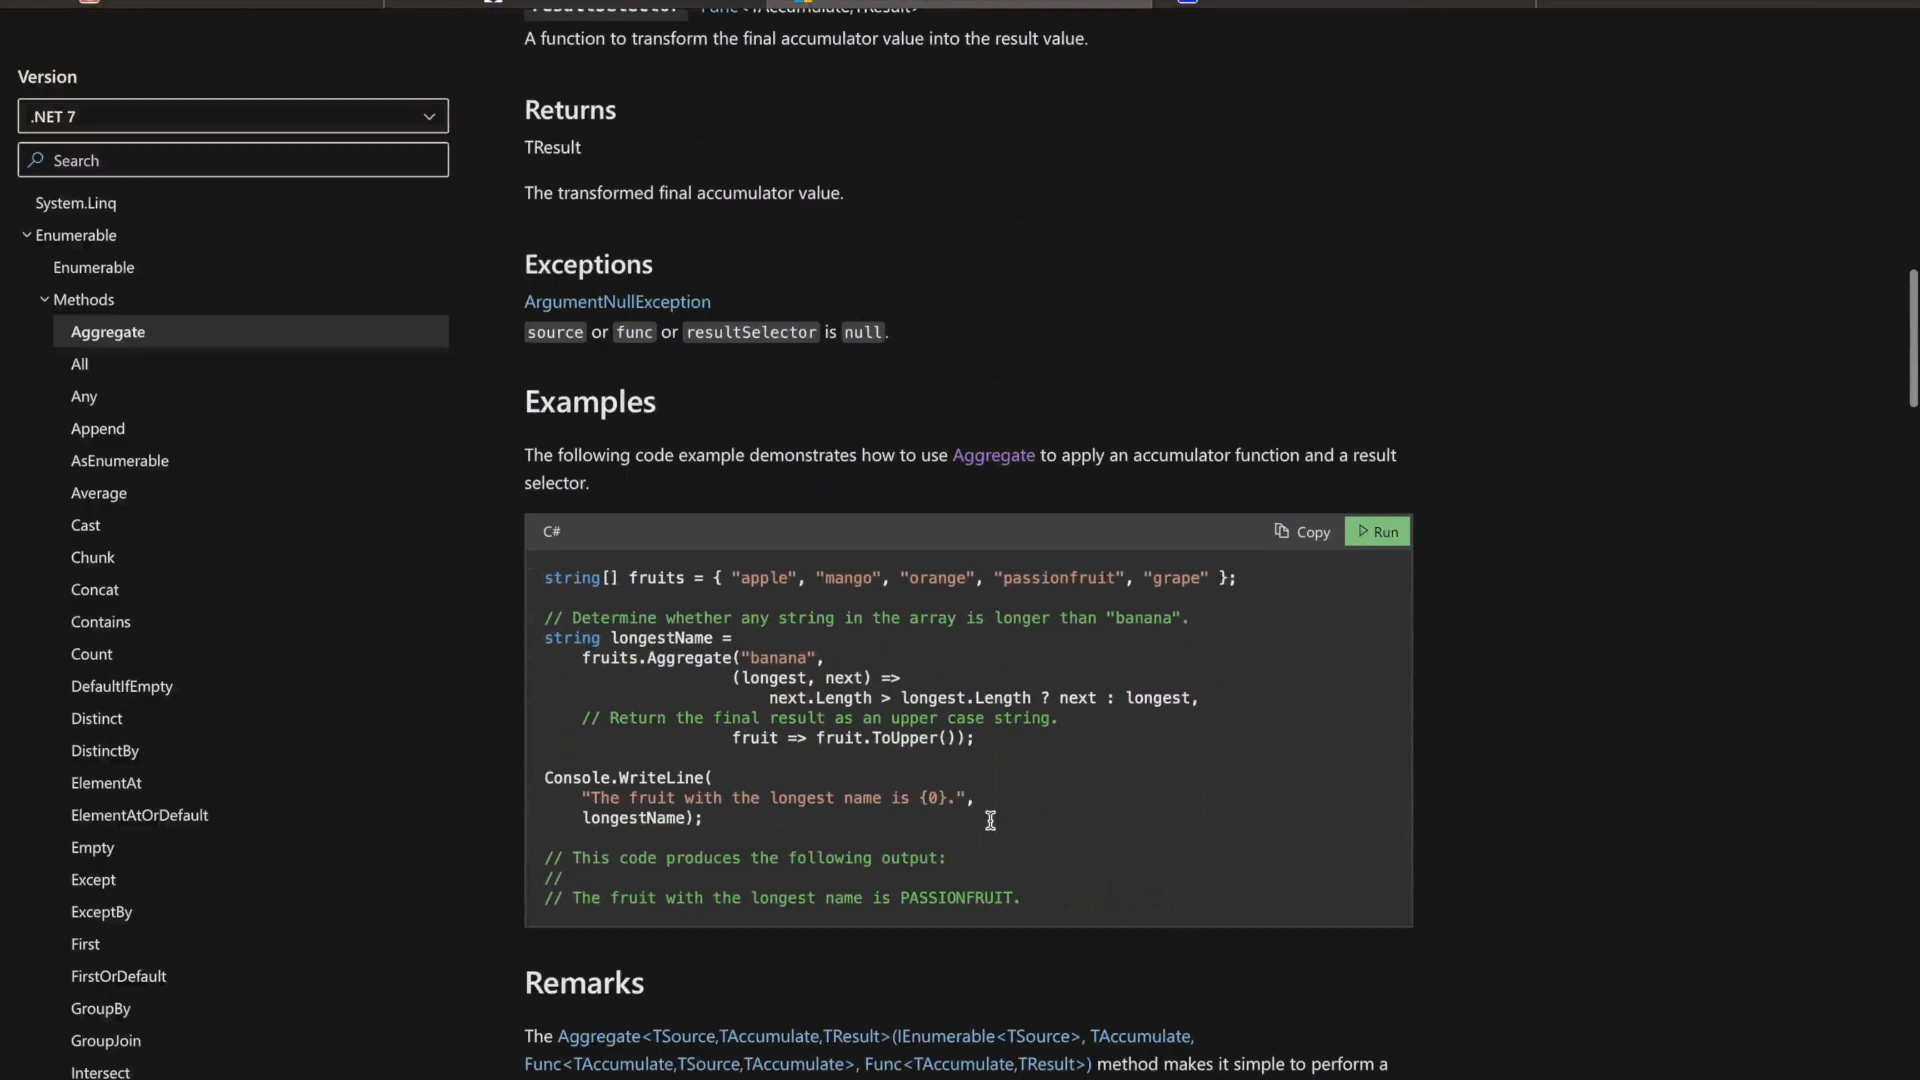 resultSelector Func<TAccumulate,TResult>
A function to transform the final accumulator value into the result value.
Version
.NET 7
Search
System.Linq
Enumerable
Enumerable
Methods
Aggregate
All
Any
Append
AsEnumerable
Average
Cast
Chunk
Concat
Contains
Count
DefaultIfEmpty
Distinct
DistinctBy
ElementAt
ElementAtOrDefault
Empty
Except
ExceptBy
First
FirstOrDefault
GroupBy
GroupJoin
Intersect
Returns
TResult
The transformed final accumulator value.
Exceptions
ArgumentNullException
source or func or resultSelector is null.
Examples
The following code example demonstrates how to use Aggregate to apply an accumulator function and a result
selector.
C# Copy Run
string[] fruits = { "apple", "mango", "orange", "passionfruit", "grape" };
// Determine whether any string in the array is longer than "banana".
string longestName =
fruits.Aggregate("banana",
(longest, next) =>
next.Length > longest.Length ? next : longest,
// Return the final result as an upper case string.
fruit => fruit.ToUpper());
Console.WriteLine(
"The fruit with the longest name is {0}.",
longestName);
// This code produces the following output:
//
// The fruit with the longest name is PASSIONFRUIT.
Remarks
The Aggregate<TSource,TAccumulate,TResult>(IEnumerable<TSource>, TAccumulate,
Func<TAccumulate,TSource,TAccumulate>, Func<TAccumulate,TResult>) method makes it simple to perform a